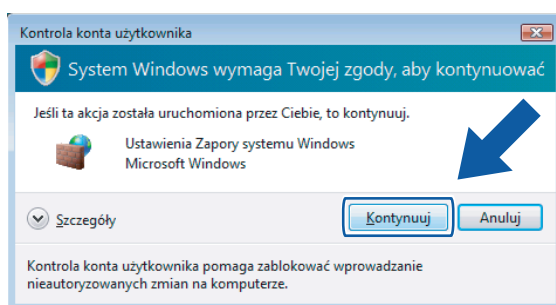 Kontrola konta użytkownika
System Windows wymaga Twojej zgody, aby kontynuować
Jeśli ta akcja została uruchomiona przez Ciebie, to kontynuuj.
Ustawienia Zapory systemu Windows
Microsoft Windows
Szczegóły
Kontynuuj
Anuluj
Kontrola konta użytkownika pomaga zablokować wprowadzanie
nieautoryzowanych zmian na komputerze.